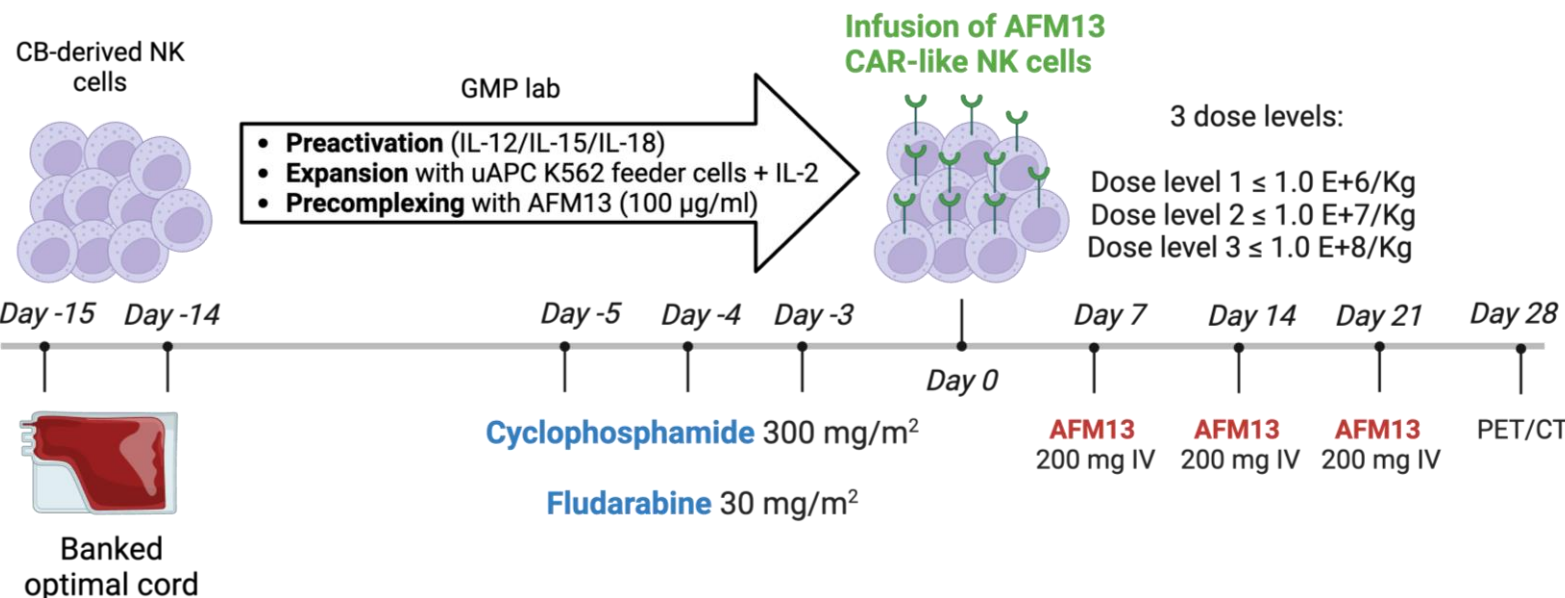 CB-derived NK
cells
GMP lab
• Preactivation (IL-12/IL-15/IL-18)
• Expansion with uAPC K562 feeder cells + IL-2
• Precomplexing with AFM13 (100 µg/ml)
Infusion of AFM13
CAR-like NK cells
3 dose levels:
Dose level 1 ≤ 1.0 E+6/Kg
Dose level 2 ≤ 1.0 E+7/Kg
Dose level 3 ≤ 1.0 E+8/Kg
Day -15 Day -14 Day -5 Day -4 Day -3 Day 7 Day 14 Day 21 Day 28
Day 0
Cyclophosphamide 300 mg/m²
Fludarabine 30 mg/m²
AFM13 AFM13 AFM13 PET/CT
200 mg IV 200 mg IV 200 mg IV
Banked
optimal cord